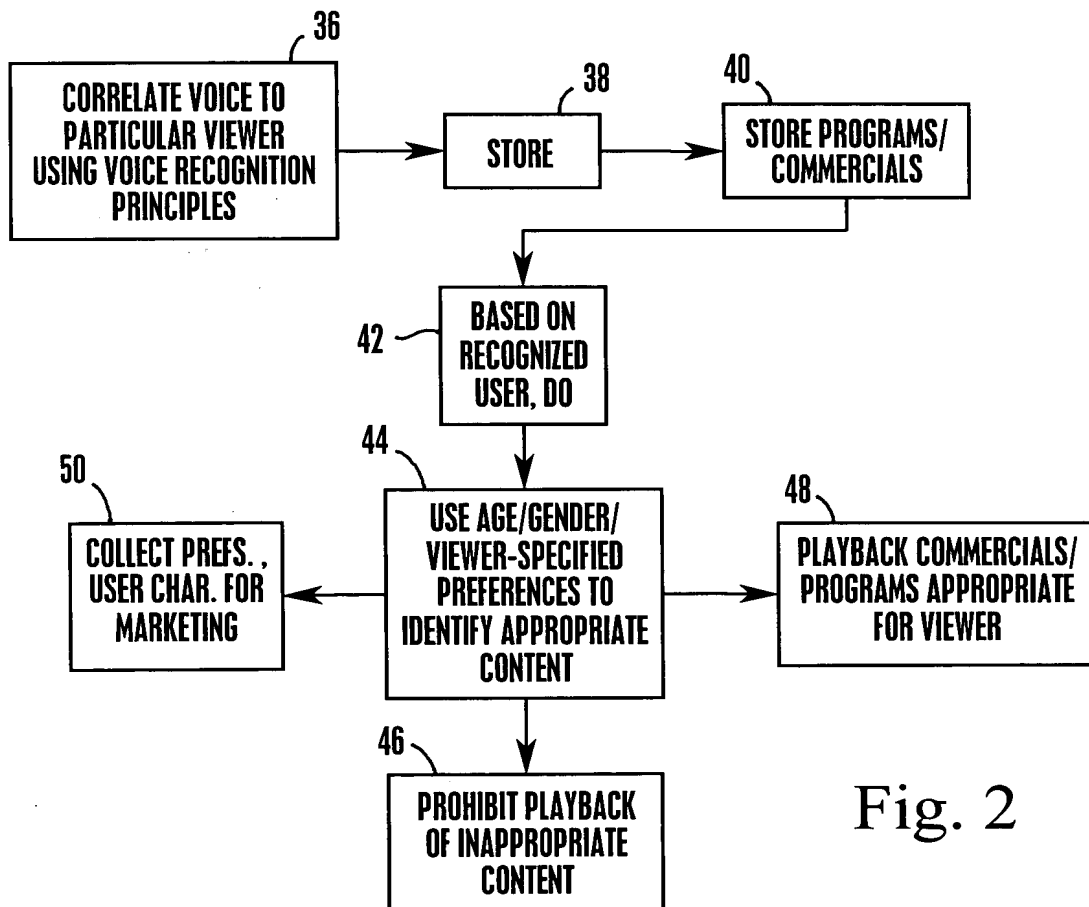 36
CORRELATE VOICE TO
PARTICULAR VIEWER
USING VOICE RECOGNITION
PRINCIPLES
38
STORE
40
STORE PROGRAMS/
COMMERCIALS
42
BASED ON
RECOGNIZED
USER, DO
44
USE AGE/GENDER/
VIEWER-SPECIFIED
PREFERENCES TO
IDENTIFY APPROPRIATE
CONTENT
50
COLLECT PREFS. ,
USER CHAR. FOR
MARKETING
48
PLAYBACK COMMERCIALS/
PROGRAMS APPROPRIATE
FOR VIEWER
46
PROHIBIT PLAYBACK
OF INAPPROPRIATE
CONTENT
Fig. 2